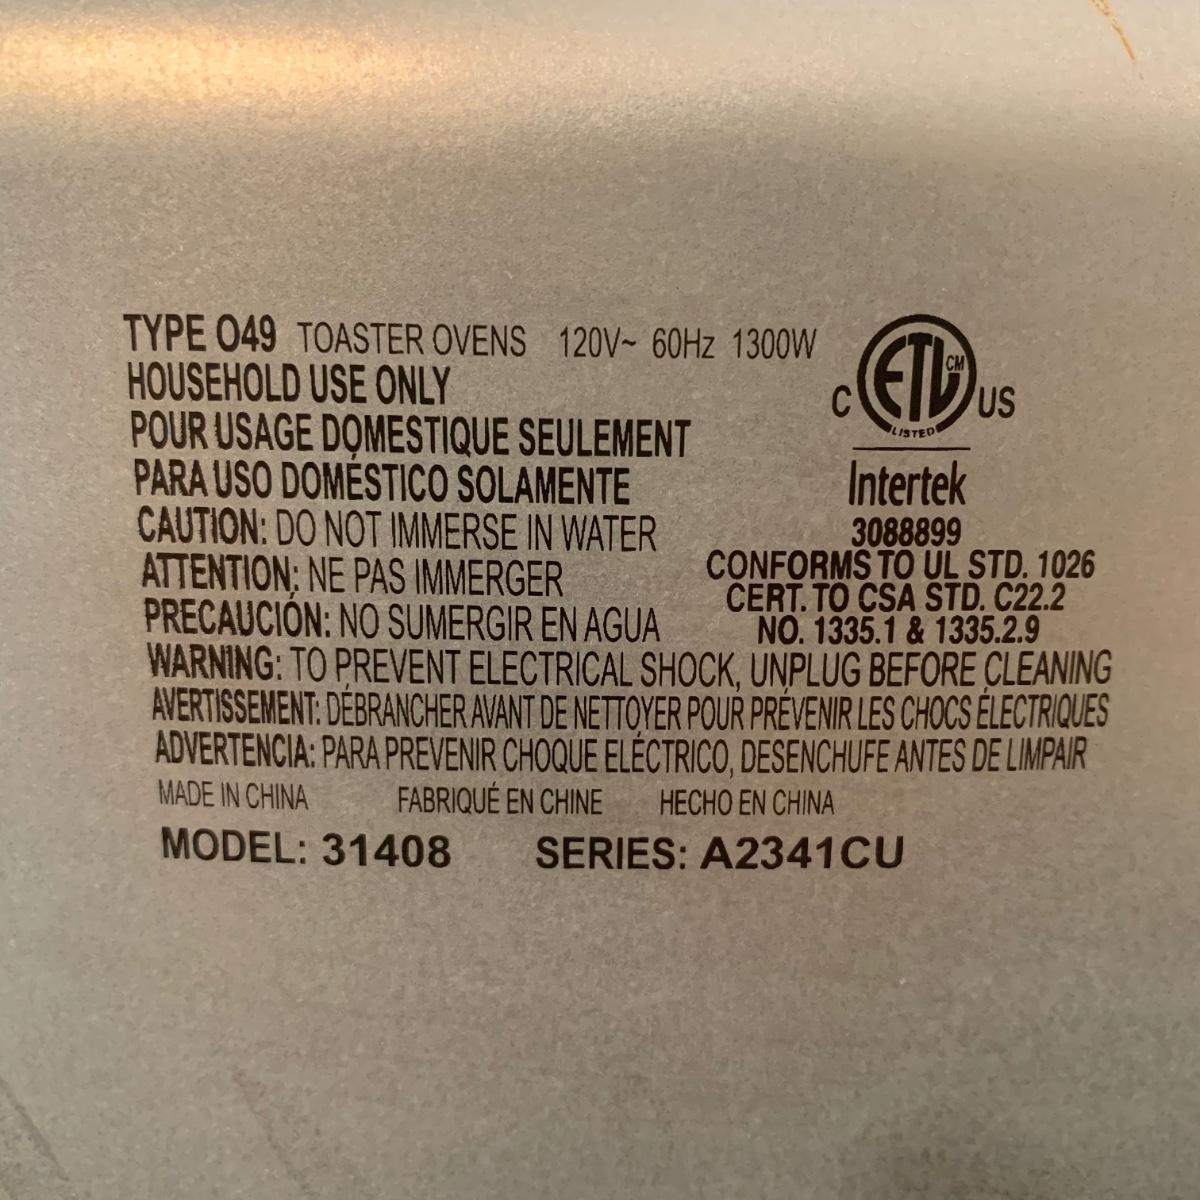 TYPE O49 TOASTER OVENS 120V~ 60Hz 1300W
HOUSEHOLD USE ONLY
POUR USAGE DOMESTIQUE SEULEMENT
PARA USO DOMÉSTICO SOLAMENTE
CAUTION: DO NOT IMMERSE IN WATER
ATTENTION: NE PAS IMMERGER
PRECAUCIÓN: NO SUMERGIR EN AGUA
C ETL CM US
LISTED
Intertek
3088899
CONFORMS TO UL STD. 1026
CERT. TO CSA STD. C22.2
NO. 1335.1 & 1335.2.9
WARNING: TO PREVENT ELECTRICAL SHOCK, UNPLUG BEFORE CLEANING
AVERTISSEMENT: DÉBRANCHER AVANT DE NETTOYER POUR PRÉVENIR LES CHOCS ÉLECTRIQUES
ADVERTENCIA: PARA PREVENIR CHOQUE ELÉCTRICO, DESENCHUFE ANTES DE LIMPAIR
MADE IN CHINA FABRIQUÉ EN CHINE HECHO EN CHINA
MODEL: 31408 SERIES: A2341CU